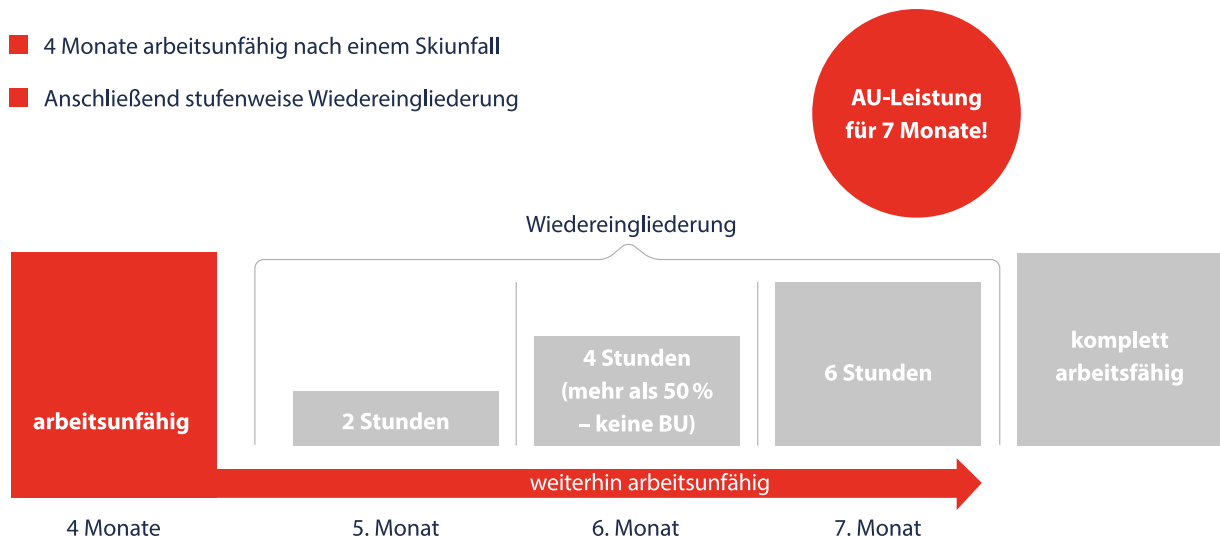 4 Monate arbeitsunfähig nach einem Skiunfall
Anschließend stufenweise Wiedereingliederung
AU-Leistung
für 7 Monate!
Wiedereingliederung
arbeitsunfähig
2 Stunden
4 Stunden
(mehr als 50 %
– keine BU)
6 Stunden
komplett
arbeitsfähig
weiterhin arbeitsunfähig
4 Monate
5. Monat
6. Monat
7. Monat